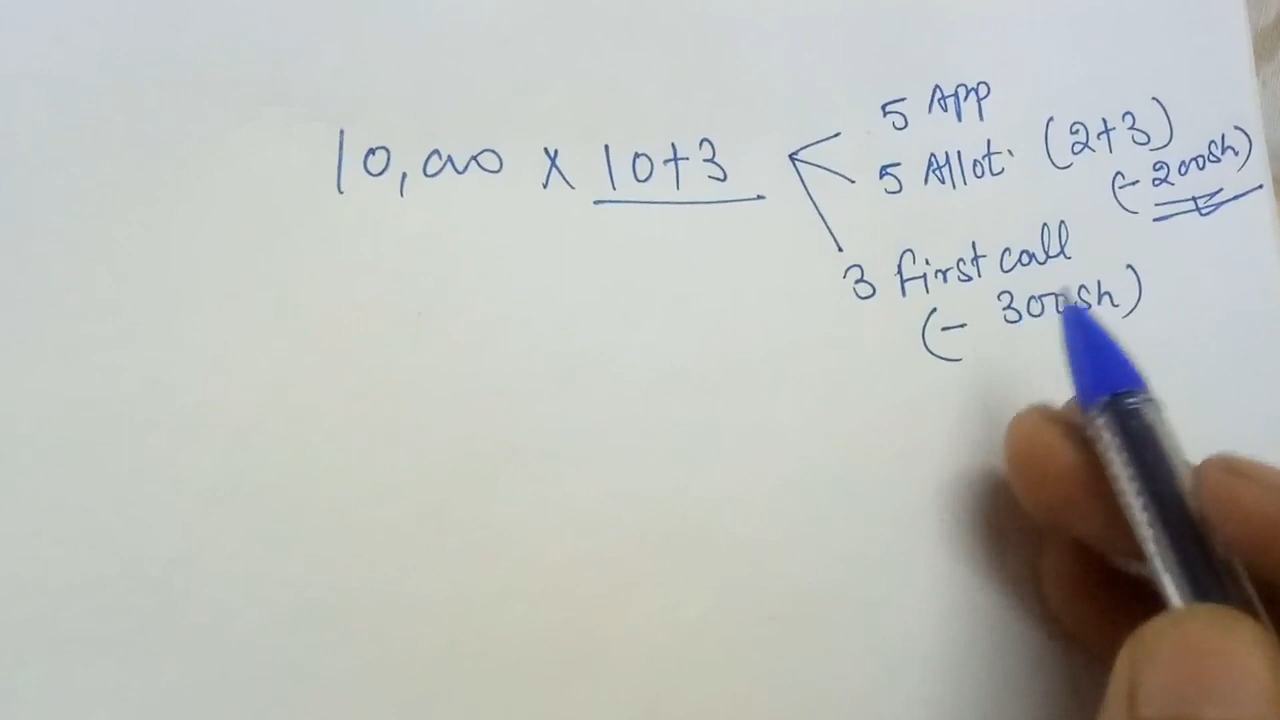 10,000 × 10+3
5 App
5 Allot. (2+3)
(- 200sh)
3 first call
(- 300sh)